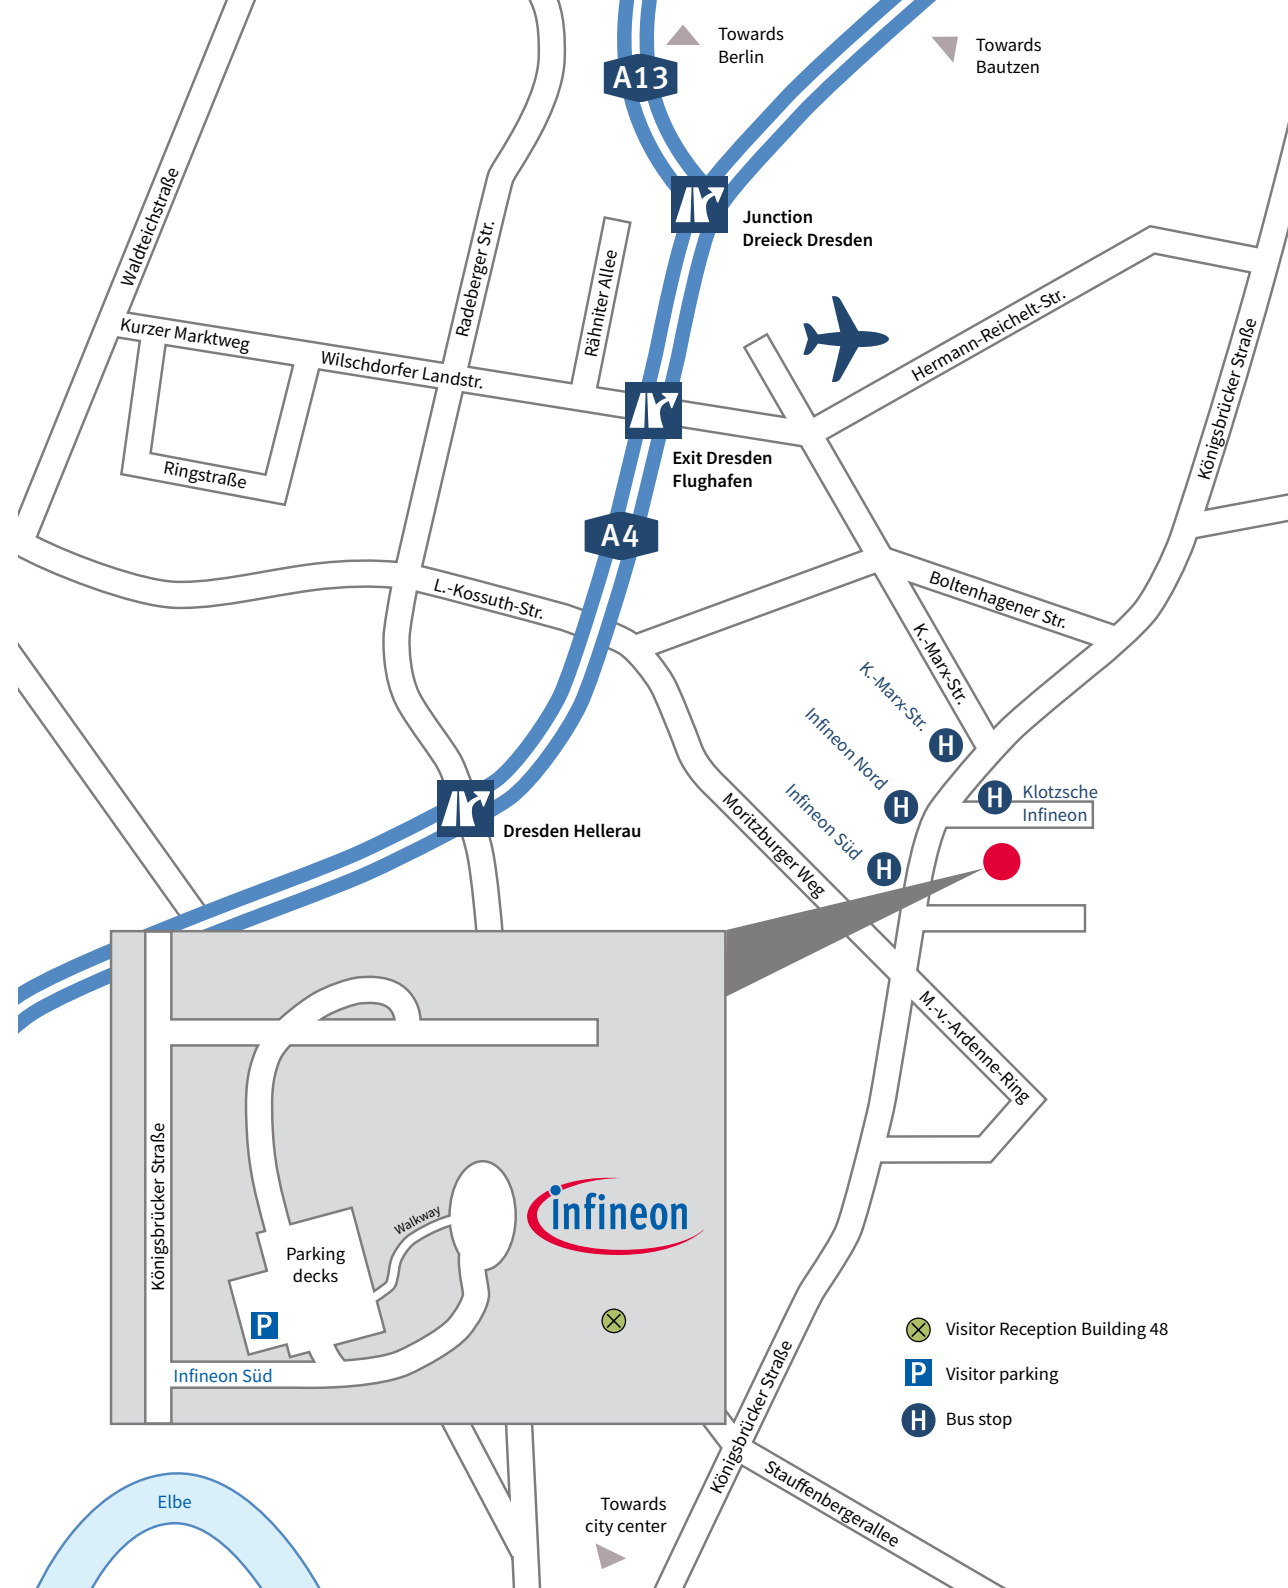 Towards
Berlin
Towards
Bautzen
A13
Junction
Dreieck Dresden
Waldteichstraße
Radeberger Str.
Rähniter Allee
Hermann-Reichelt-Str.
Königsbrücker Straße
Kurzer Marktweg
Wilschdorfer Landstr.
Ringstraße
Exit Dresden
Flughafen
A4
L.-Kossuth-Str.
Boltenhagener Str.
K.-Marx-Str.
K.-Marx-Str.
H
Infineon Nord
H
Klotzsche
Infineon
H
Infineon Süd
H
Moritzburger Weg
Dresden Hellerau
M.-v.-Ardenne-Ring
Königsbrücker Straße
Walkway
infineon
Parking
decks
P
Infineon Süd
Visitor Reception Building 48
P
Visitor parking
H
Bus stop
Königsbrücker Straße
Stauffenbergerallee
Towards
city center
Elbe